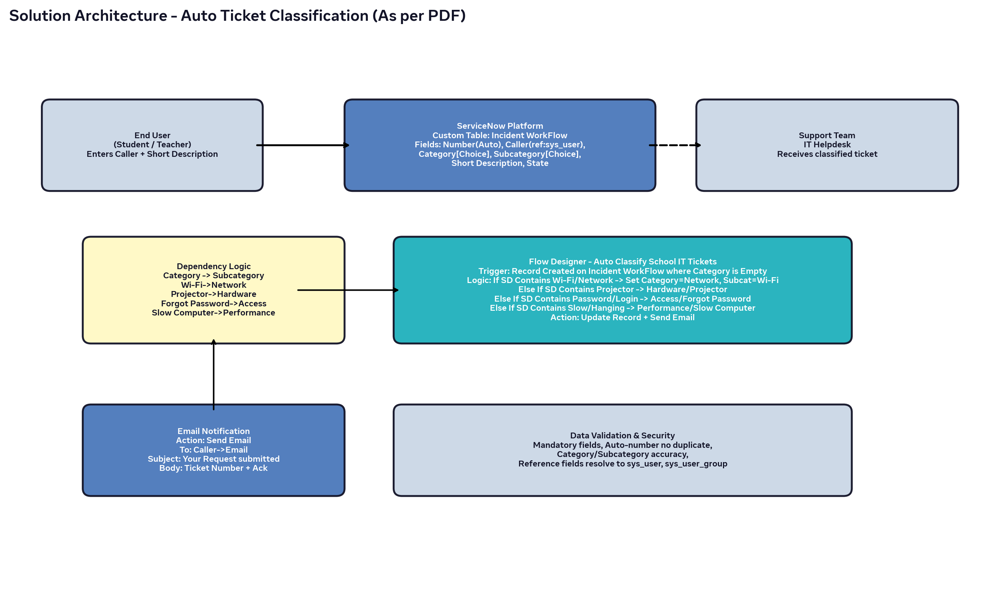 Solution Architecture - Auto Ticket Classification (As per PDF)
End User
(Student / Teacher)
Enters Caller + Short Description
ServiceNow Platform
Custom Table: Incident WorkFlow
Fields: Number(Auto), Caller(ref:sys_user),
Category[Choice], Subcategory[Choice],
Short Description, State
Support Team
IT Helpdesk
Receives classified ticket
Dependency Logic
Category -> Subcategory
Wi-Fi->Network
Projector->Hardware
Forgot Password->Access
Slow Computer->Performance
Flow Designer - Auto Classify School IT Tickets
Trigger: Record Created on Incident WorkFlow where Category is Empty
Logic: If SD Contains Wi-Fi/Network -> Set Category=Network, Subcat=Wi-Fi
Else If SD Contains Projector -> Hardware/Projector
Else If SD Contains Password/Login -> Access/Forgot Password
Else If SD Contains Slow/Hanging -> Performance/Slow Computer
Action: Update Record + Send Email
Email Notification
Action: Send Email
To: Caller->Email
Subject: Your Request submitted
Body: Ticket Number + Ack
Data Validation & Security
Mandatory fields, Auto-number no duplicate,
Category/Subcategory accuracy,
Reference fields resolve to sys_user, sys_user_group